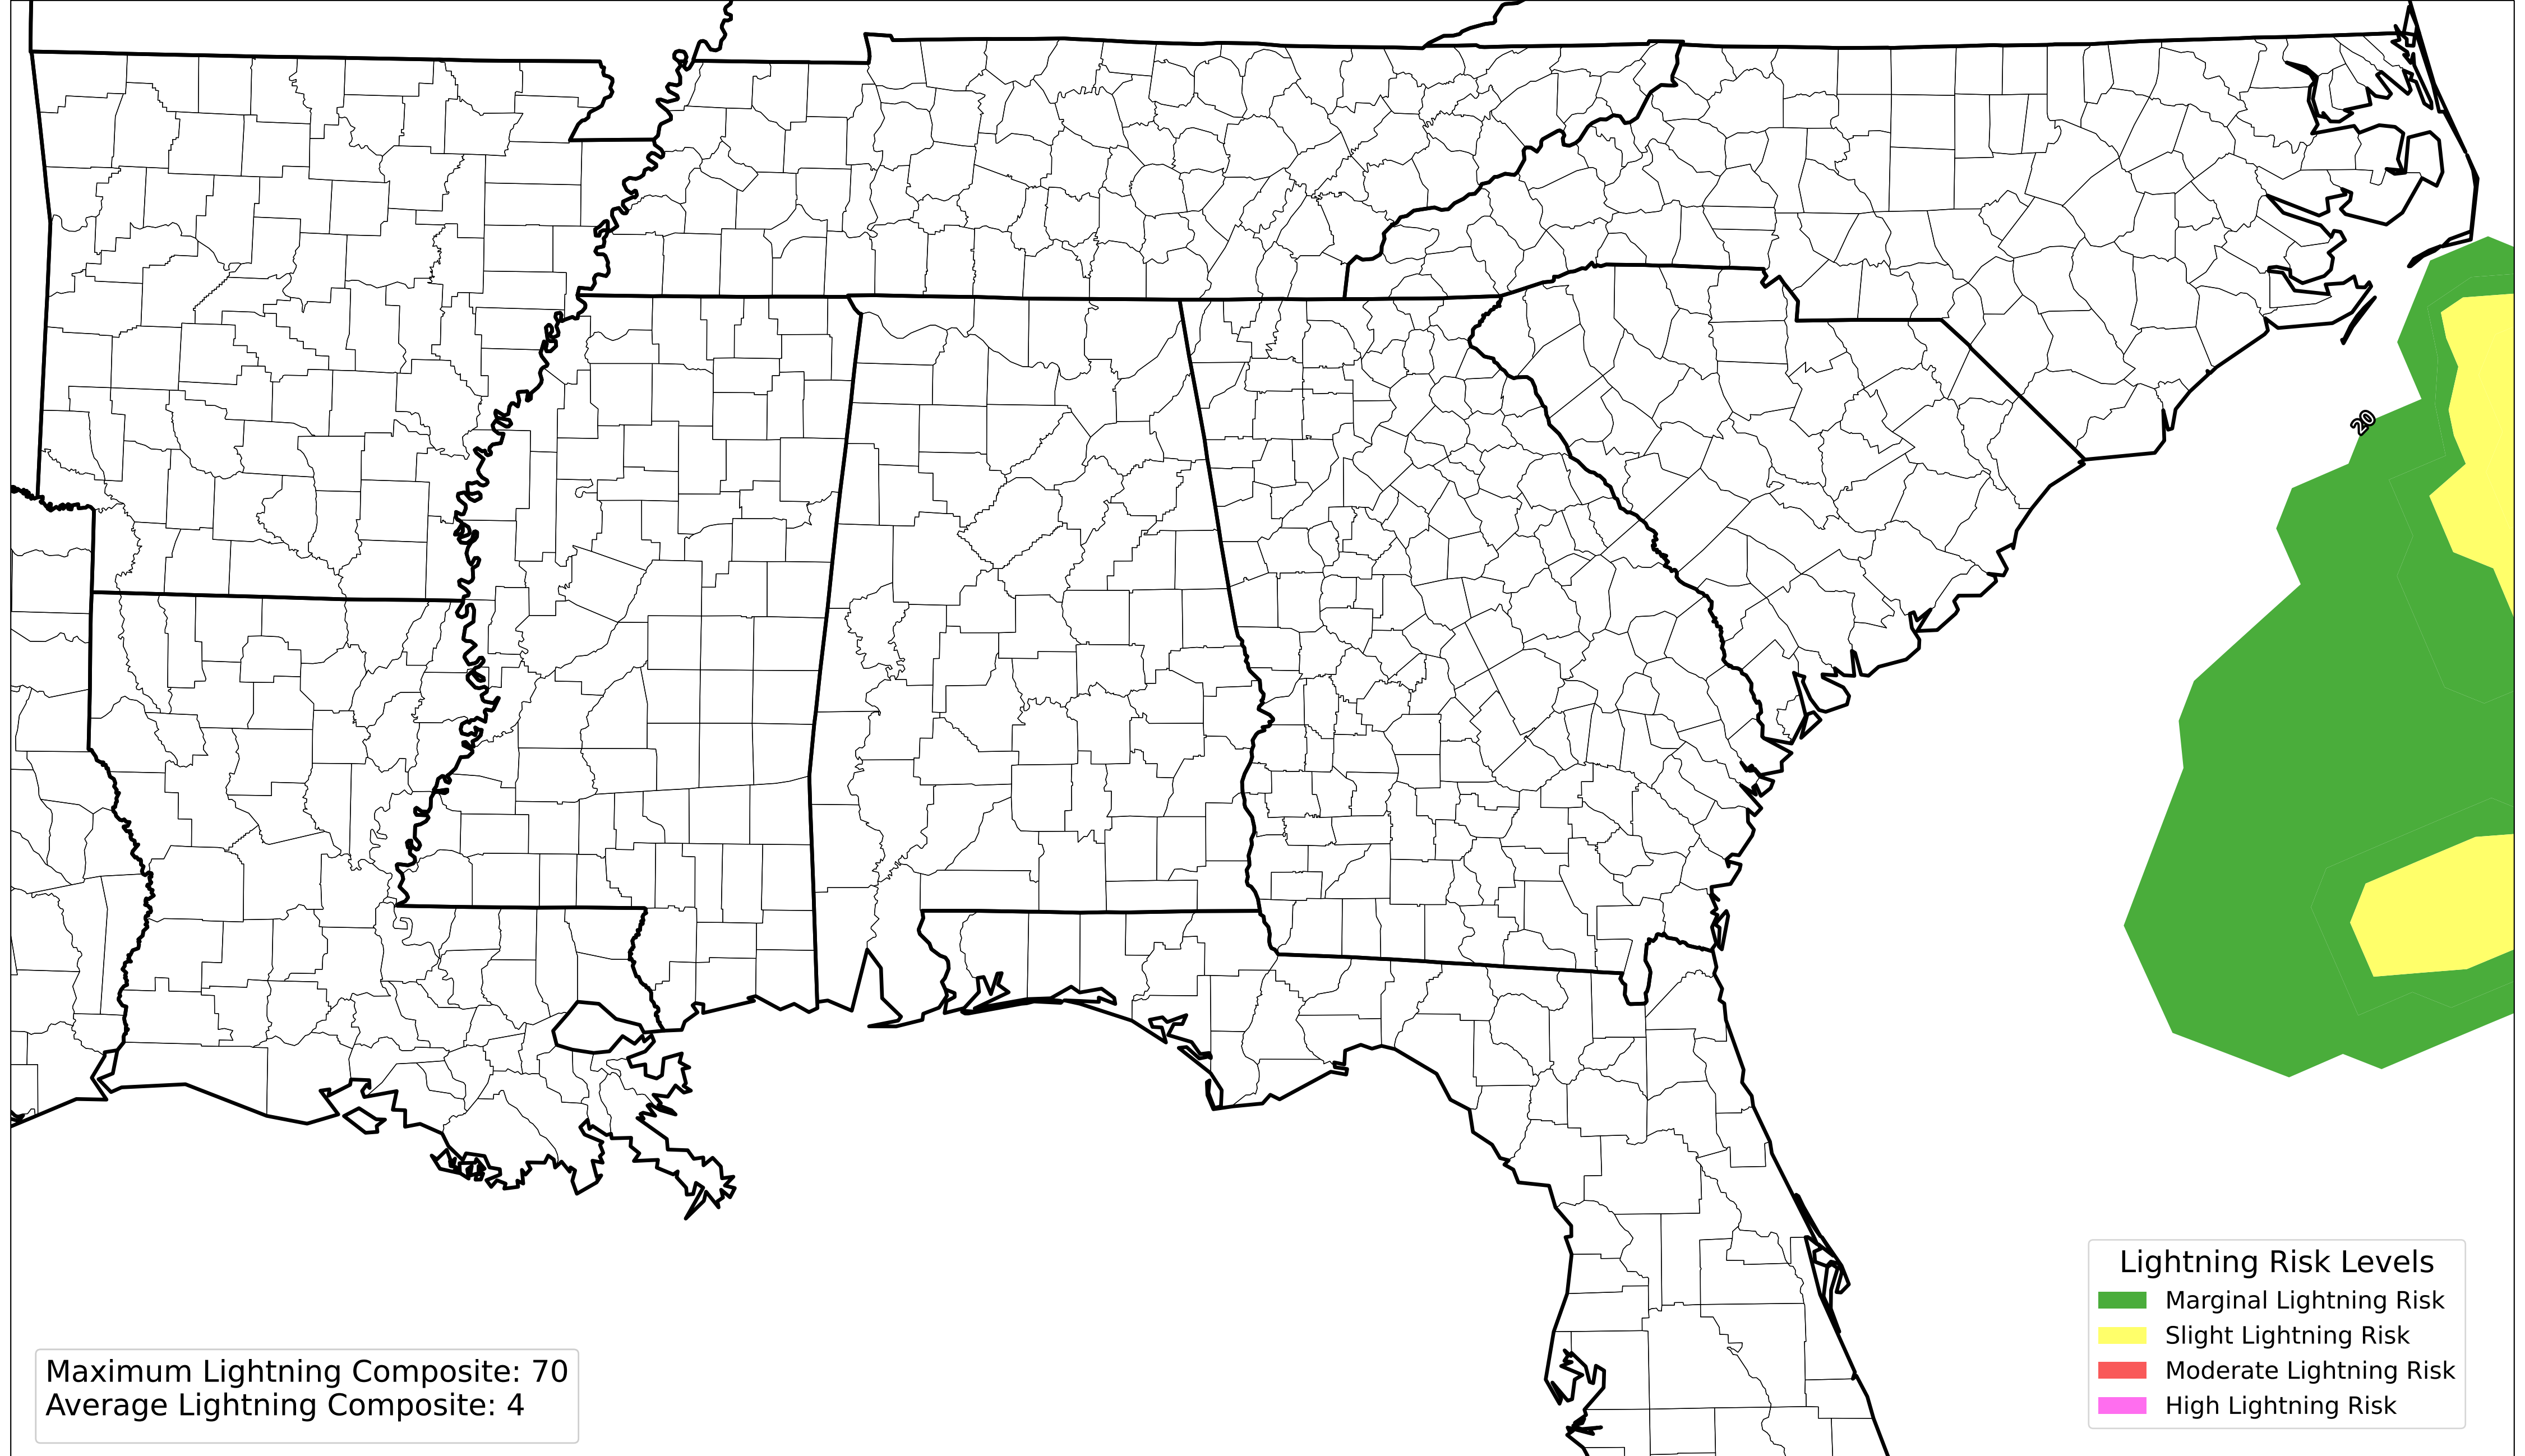 20
Lightning Risk Levels
Marginal Lightning Risk
Slight Lightning Risk
Moderate Lightning Risk
High Lightning Risk
Maximum Lightning Composite: 70
Average Lightning Composite: 4